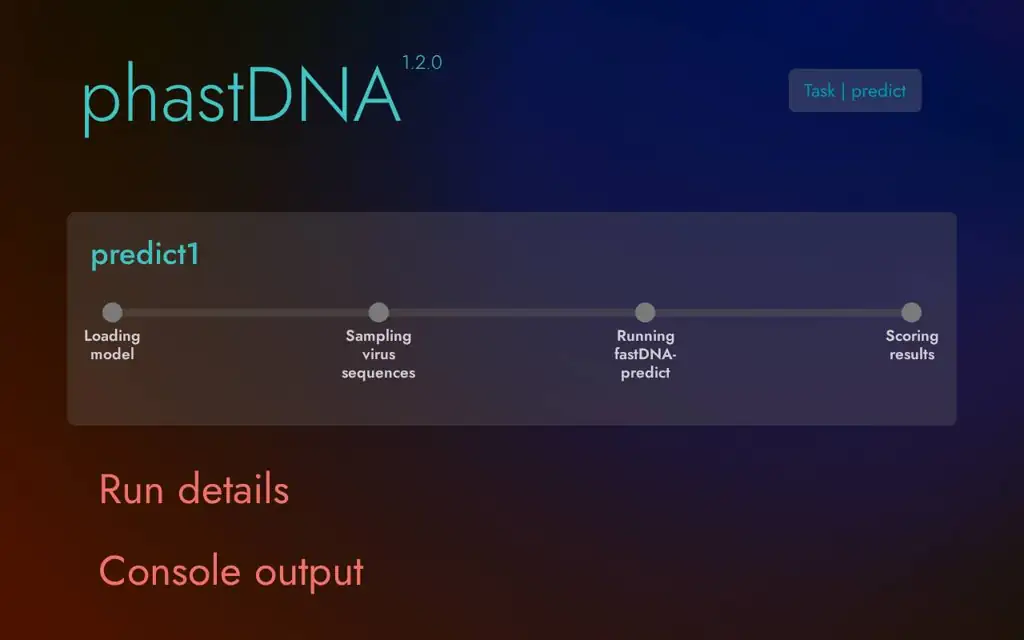 phastDNA 1.2.0
Task | predict
predict1
Loading
model
Sampling
virus
sequences
Running
fastDNA-
predict
Scoring
results
Run details
Console output